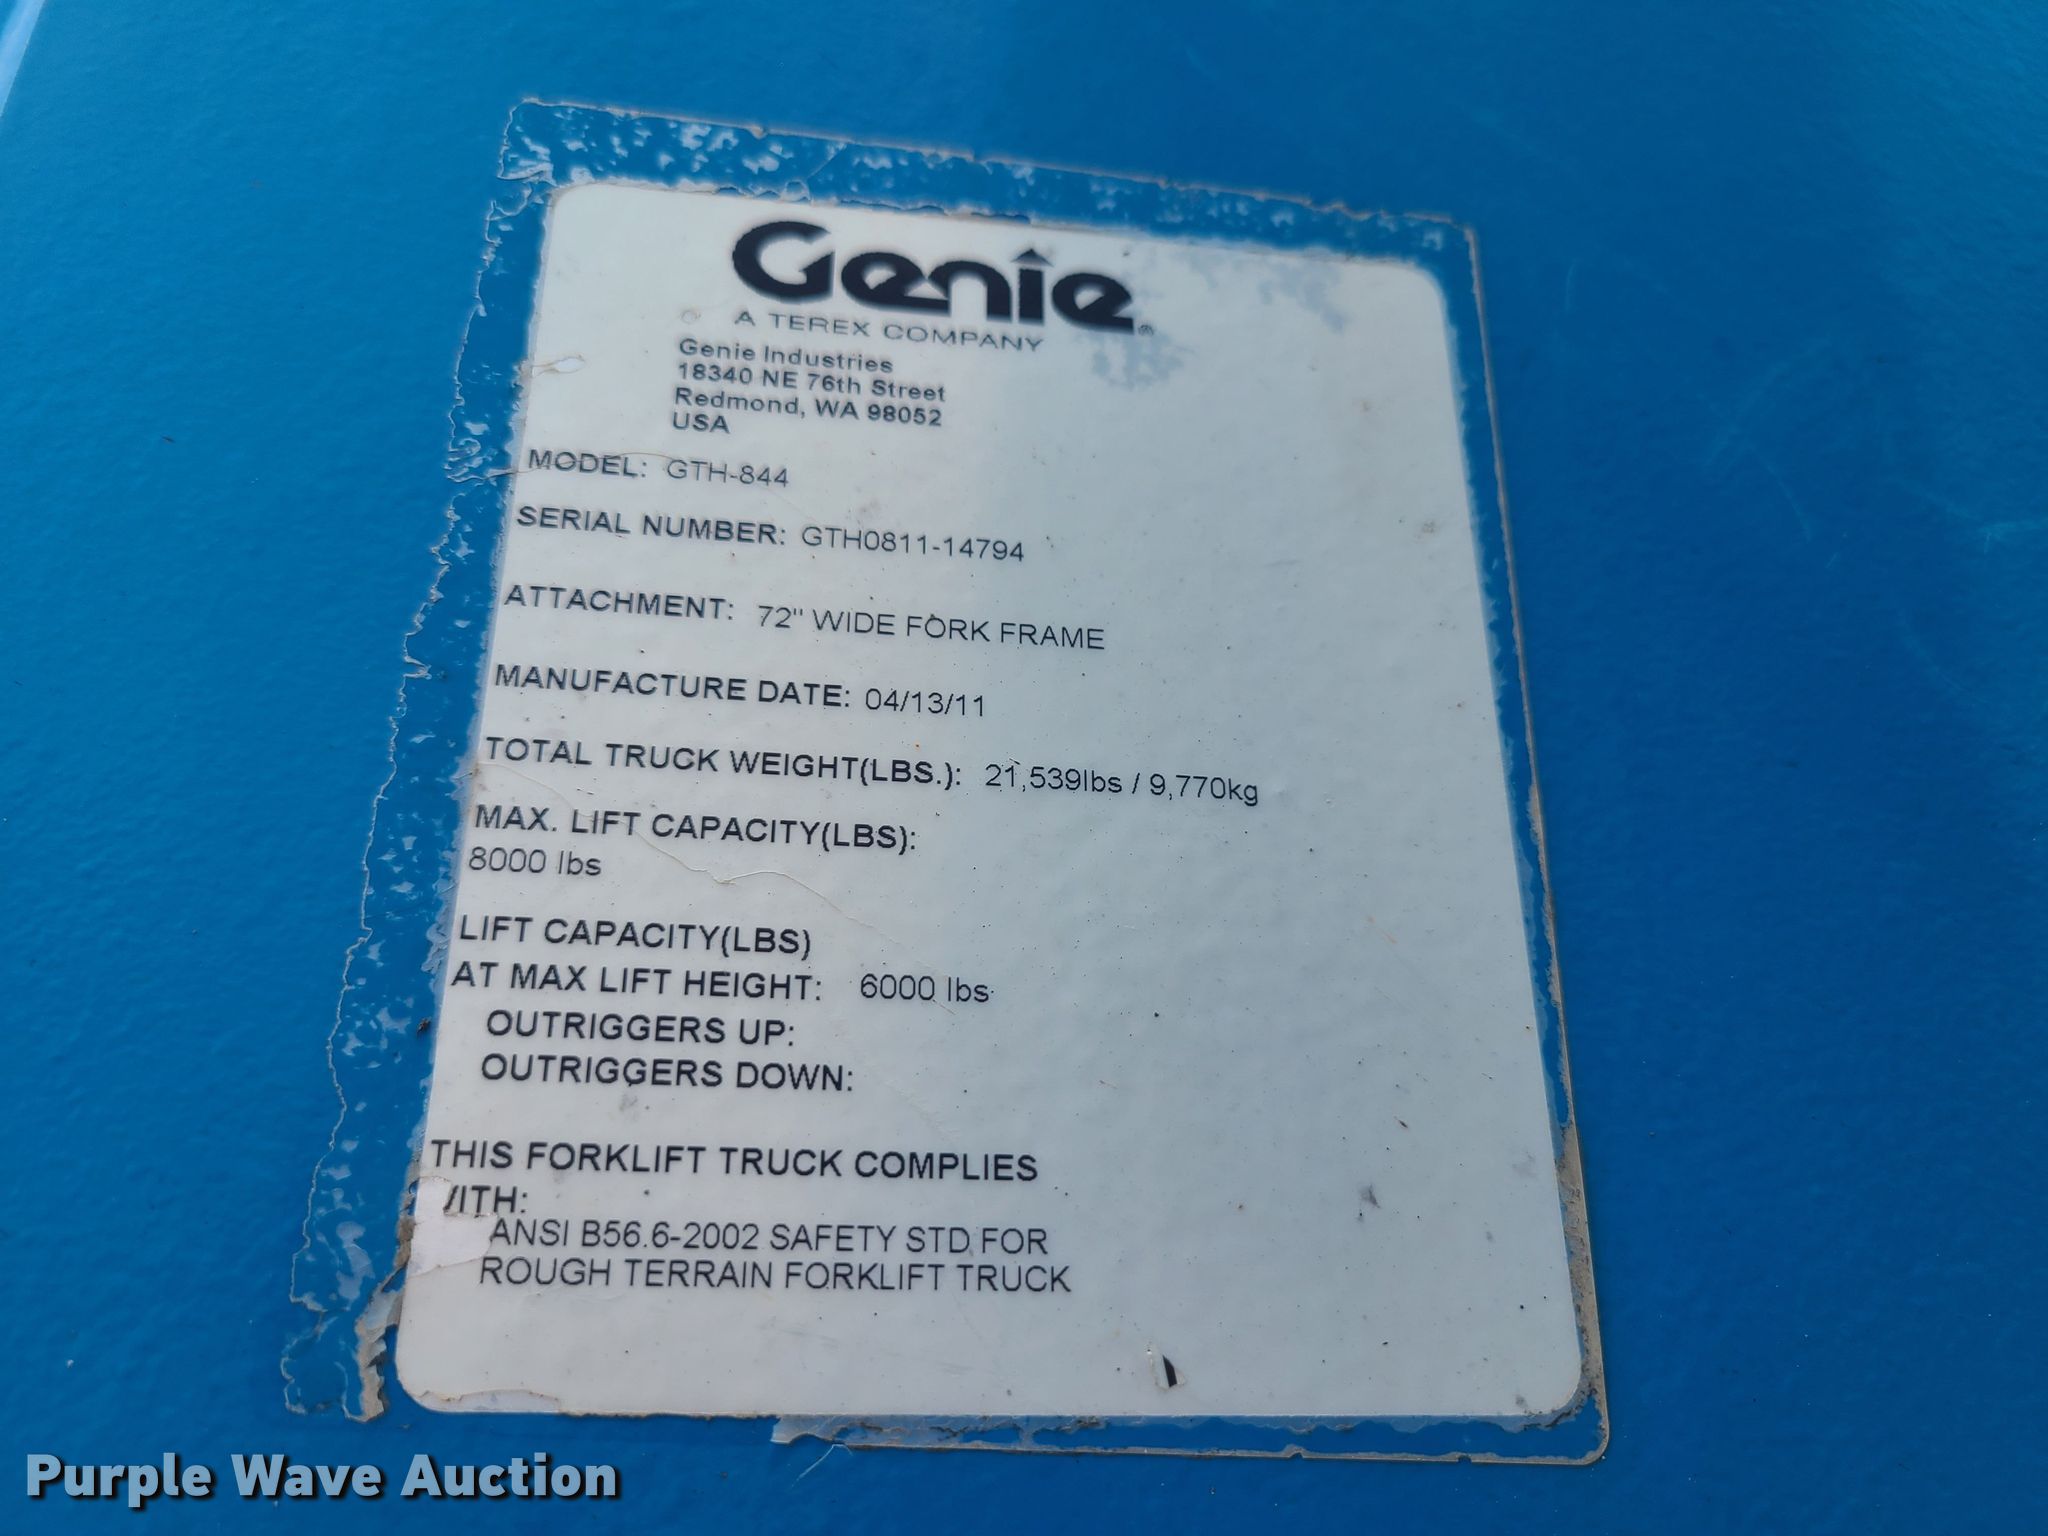 Genie®
A TEREX COMPANY
Genie Industries
18340 NE 76th Street
Redmond, WA 98052
USA
MODEL: GTH-844
SERIAL NUMBER: GTH0811-14794
ATTACHMENT: 72" WIDE FORK FRAME
MANUFACTURE DATE: 04/13/11
TOTAL TRUCK WEIGHT(LBS.): 21,539lbs / 9,770kg
MAX. LIFT CAPACITY(LBS):
8000 lbs
LIFT CAPACITY(LBS)
AT MAX LIFT HEIGHT: 6000 lbs
OUTRIGGERS UP:
OUTRIGGERS DOWN:
THIS FORKLIFT TRUCK COMPLIES
WITH:
ANSI B56.6-2002 SAFETY STD FOR
ROUGH TERRAIN FORKLIFT TRUCK
Purple Wave Auction